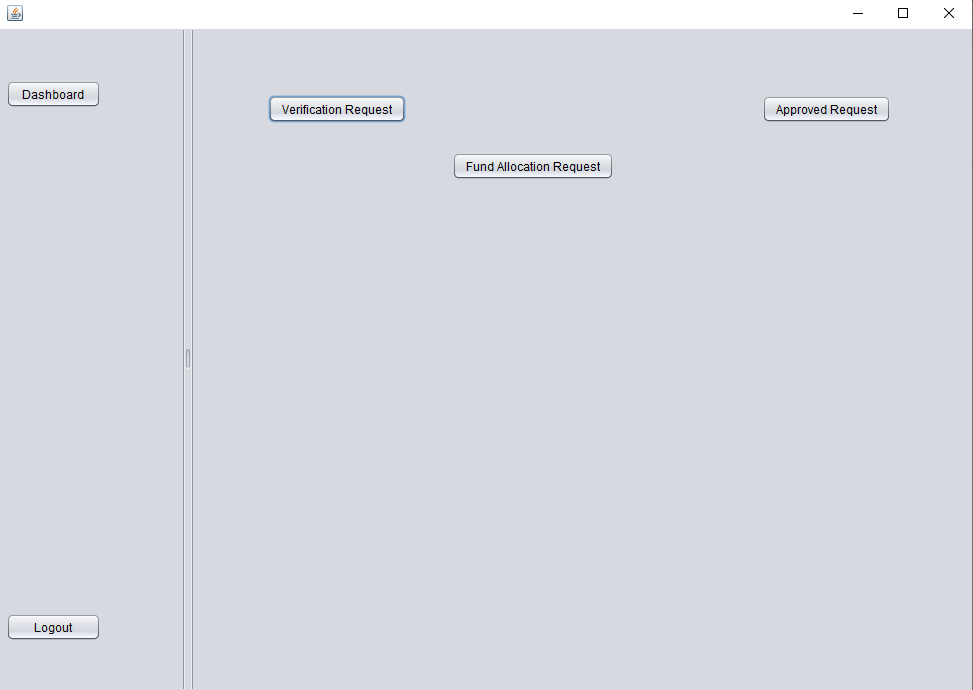 Dashboard
Verification Request
Approved Request
Fund Allocation Request
Logout